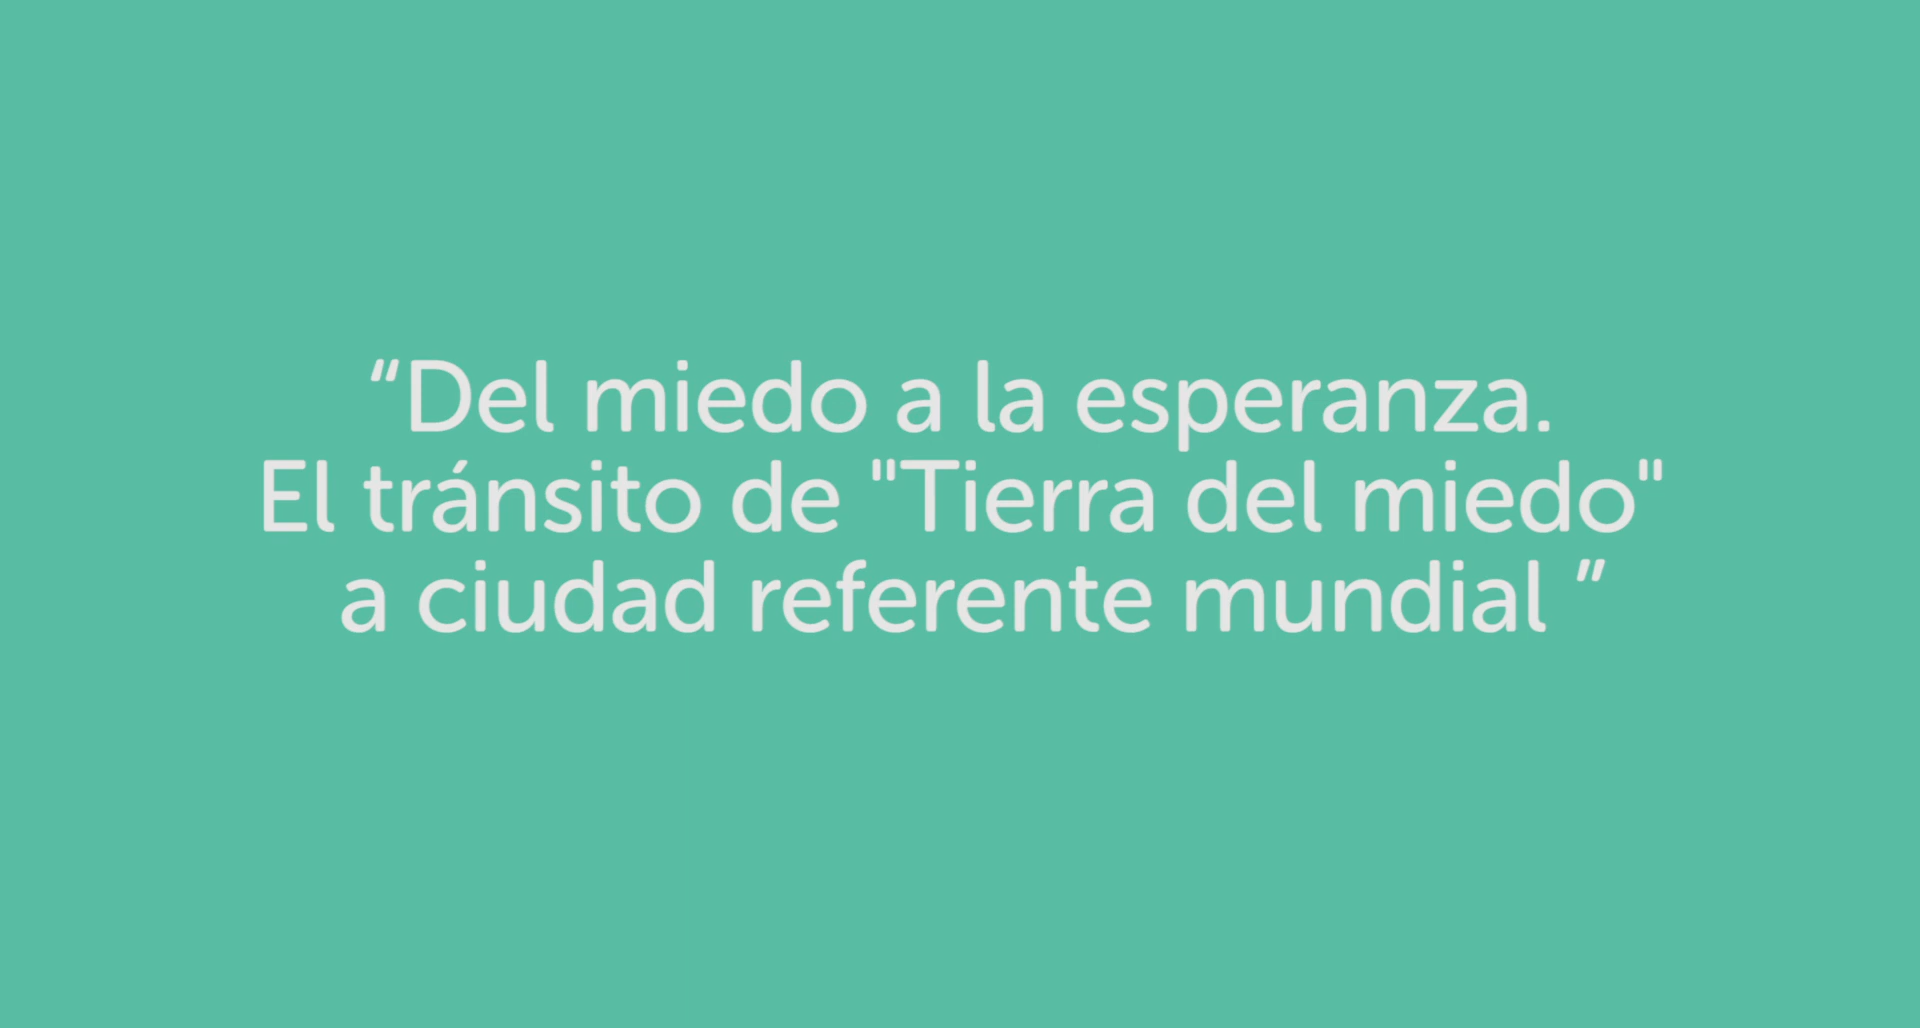 “Del miedo a la esperanza.
El tránsito de "Tierra del miedo"
a ciudad referente mundial ”